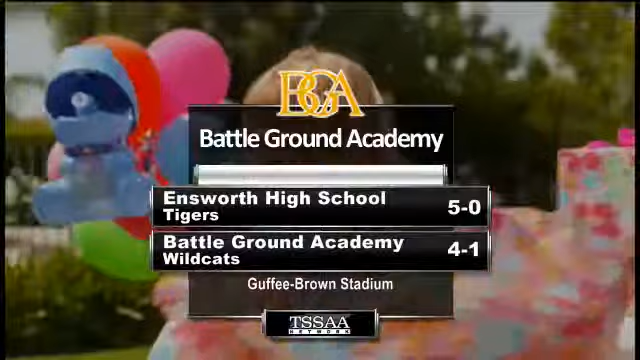 BGA
Battle Ground Academy
Ensworth High School
Tigers
5-0
Battle Ground Academy
Wildcats
4-1
Guffee-Brown Stadium
TSSAA
NETWORK